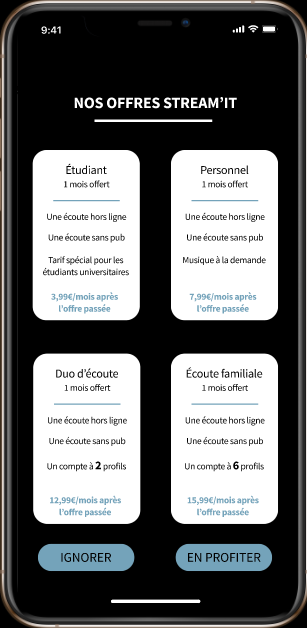 9:41
NOS OFFRES STREAM'IT
Étudiant
1 mois offert
Une écoute hors ligne
Une écoute sans pub
Tarif spécial pour les
étudiants universitaires
3,99€/mois après
l'offre passée
Personnel
1 mois offert
Une écoute hors ligne
Une écoute sans pub
Musique à la demande
7,99€/mois après
l'offre passée
Duo d'écoute
1 mois offert
Une écoute hors ligne
Une écoute sans pub
Un compte à 2 profils
12,99€/mois après
l'offre passée
Écoute familiale
1 mois offert
Une écoute hors ligne
Une écoute sans pub
Un compte à 6 profils
15,99€/mois après
l'offre passée
IGNORER
EN PROFITER